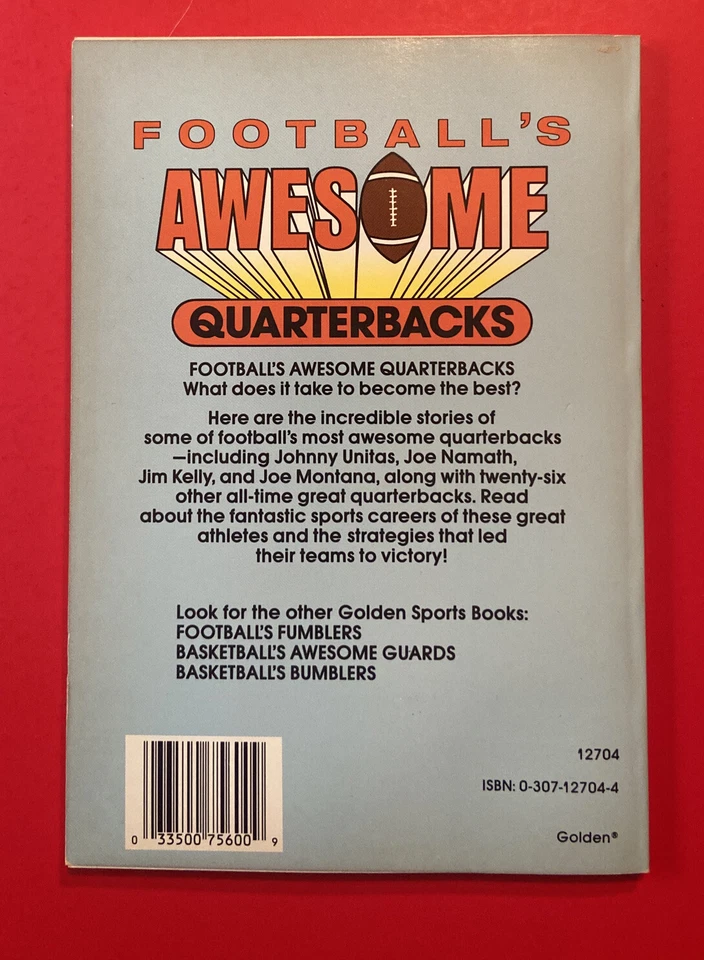 FOOTBALL'S
AWESOME
QUARTERBACKS
FOOTBALL'S AWESOME QUARTERBACKS
What does it take to become the best?
Here are the incredible stories of
some of football's most awesome quarterbacks
—including Johnny Unitas, Joe Namath,
Jim Kelly, and Joe Montana, along with twenty-six
other all-time great quarterbacks. Read
about the fantastic sports careers of these great
athletes and the strategies that led
their teams to victory!
Look for the other Golden Sports Books:
FOOTBALL'S FUMBLERS
BASKETBALL'S AWESOME GUARDS
BASKETBALL'S BUMBLERS
12704
ISBN: 0-307-12704-4
Golden®
0 33500 75600 9